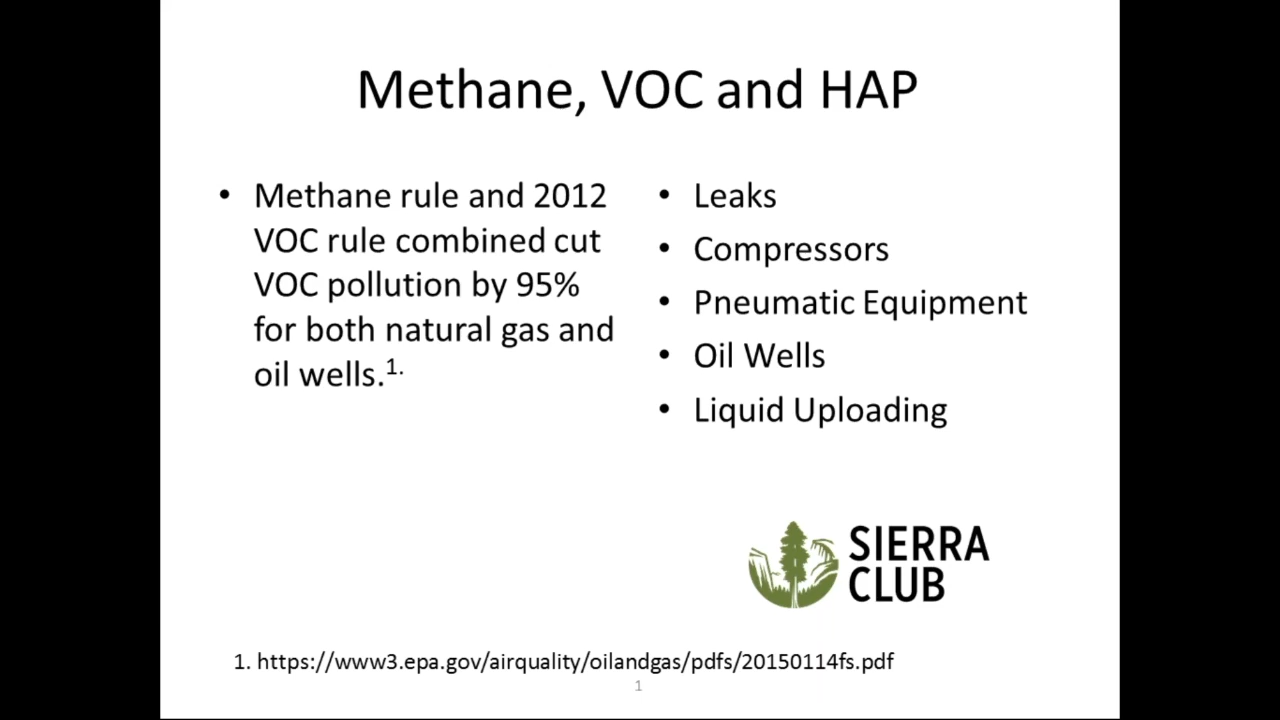 Methane, VOC and HAP
• Methane rule and 2012
VOC rule combined cut
VOC pollution by 95%
for both natural gas and
oil wells.1.
• Leaks
• Compressors
• Pneumatic Equipment
• Oil Wells
• Liquid Uploading
SIERRA
CLUB
1. https://www3.epa.gov/airquality/oilandgas/pdfs/20150114fs.pdf
1